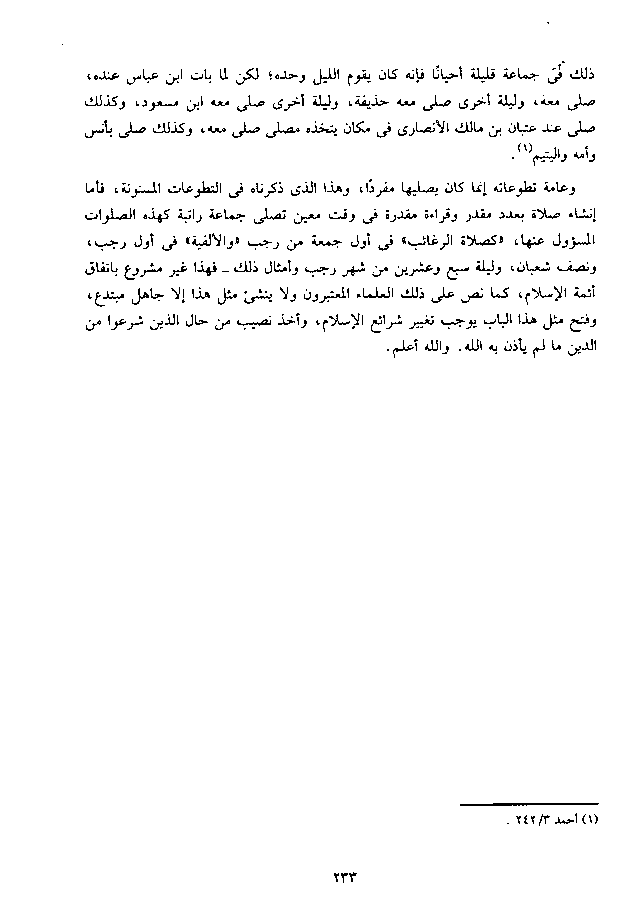 ذلك فى جماعة قليلة أحيانًا فإنه كان يقوم الليل وحده؛ لكن لما بات ابن عباس عنده،
صلى معه، وليلة أخرى صلى معه حذيفة، وليلة أخرى صلى معه ابن مسعود، وكذلك
صلى عند عتبان بن مالك الأنصارى فى مكان يتخذه مصلى صلى معه، وكذلك صلى بأنس
وأمه واليتيم(١).
وعامة تطوعاته إنما كان يصليها مفردًا، وهذا الذى ذكرناه فى التطوعات المسنونة، فأما
إنشاء صلاة بعدد مقدر وقراءة مقدرة فى وقت معين تصلى جماعة راتبة كهذه الصلوات
المسؤول عنها، «كصلاة الرغائب» فى أول جمعة من رجب «والألفية» فى أول رجب،
ونصف شعبان، وليلة سبع وعشرين من شهر رجب وأمثال ذلك ـ فهذا غير مشروع باتفاق
أئمة الإسلام، كما نص على ذلك العلماء المعتبرون ولا ينشئ مثل هذا إلا جاهل مبتدع،
وفتح مثل هذا الباب يوجب تغيير شرائع الإسلام، وأخذ نصيب من حال الذين شرعوا من
الدين ما لم يأذن به الله. والله أعلم.
(١) أحمد ٣/ ٢٤٢ .
٢٣٣